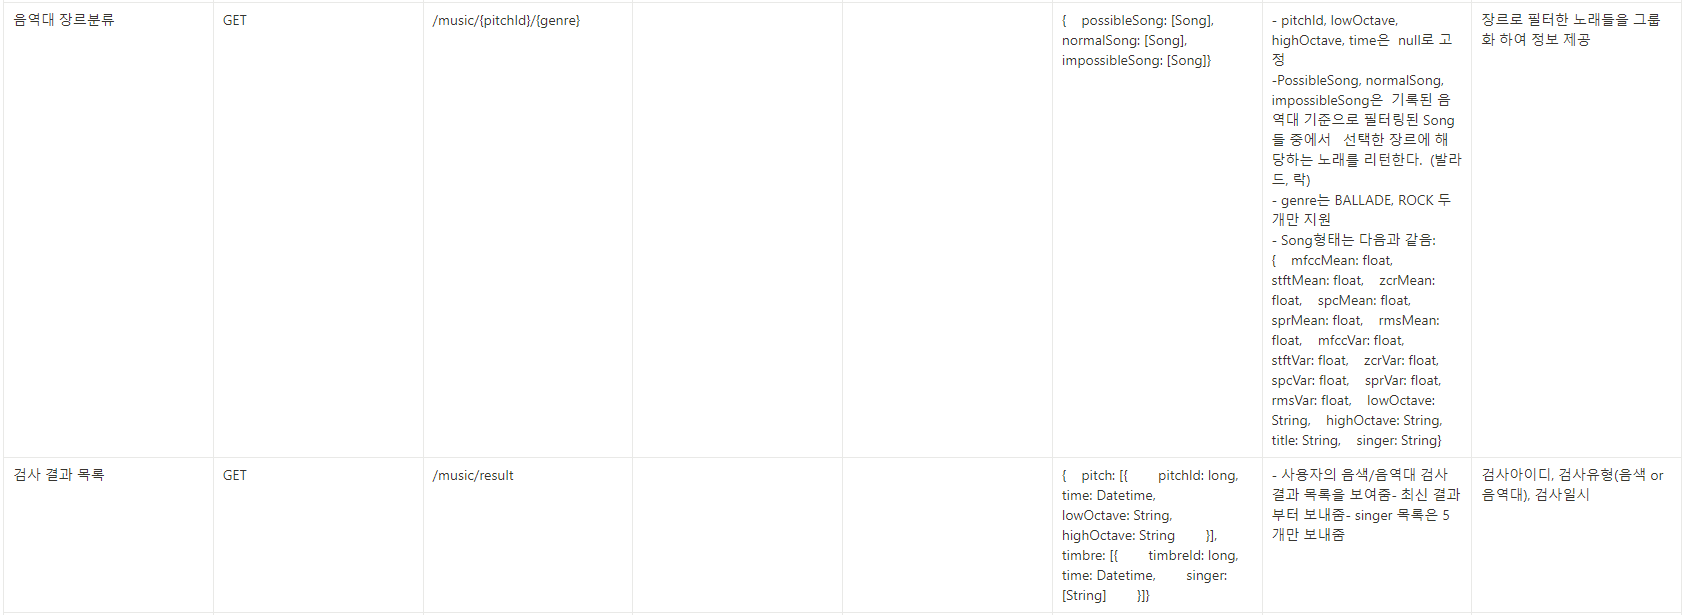 음역대 장르분류
GET
/music/{pitchId}/{genre}
{    possibleSong: [Song],
normalSong: [Song],
impossibleSong: [Song]}
- pitchId, lowOctave,
highOctave, time은  null로 고
정
-PossibleSong, normalSong,
impossibleSong은  기록된 음
역대 기준으로 필터링된 Song
들 중에서   선택한 장르에 해
당하는 노래를 리턴한다.  (발라
드, 락)
- genre는 BALLADE, ROCK 두
개만 지원
- Song형태는 다음과 같음:
{    mfccMean: float,
stftMean: float,    zcrMean:
float,    spcMean: float,
sprMean: float,    rmsMean:
float,    mfccVar: float,
stftVar: float,    zcrVar: float,
spcVar: float,    sprVar: float,
rmsVar: float,    lowOctave:
String,    highOctave: String,
title: String,    singer: String}
장르로 필터한 노래들을 그룹
화 하여 정보 제공
검사 결과 목록
GET
/music/result
{    pitch: [{        pitchId: long,
time: Datetime,
lowOctave: String,
highOctave: String        }],
timbre: [{        timbreId: long,
time: Datetime,        singer:
[String]        }]}
- 사용자의 음색/음역대 검사
결과 목록을 보여줌- 최신 결과
부터 보내줌- singer 목록은 5
개만 보내줌
검사아이디, 검사유형(음색 or
음역대), 검사일시